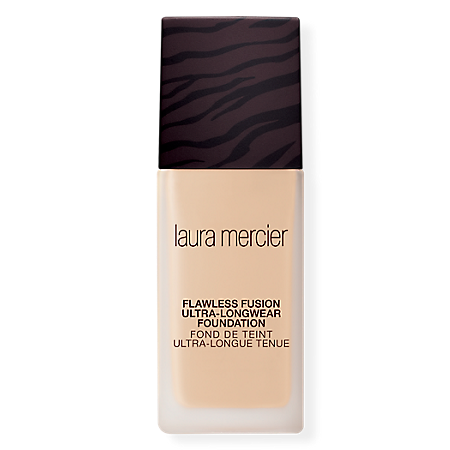 laura mercier
FLAWLESS FUSION
ULTRA-LONGWEAR
FOUNDATION
FOND DE TEINT
ULTRA-LONGUE TENUE